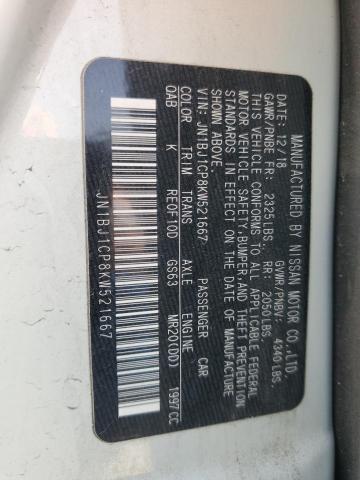 MANUFACTURED BY NISSAN MOTOR CO.,LTD.
DATE: 12/18 GVWR/PNBV: 4340LBS.
GAWR/PNBE FR: 2325LBS. RR: 2050LBS.
THIS VEHICLE CONFORMS TO ALL APPLICABLE FEDERAL
MOTOR VEHICLE SAFETY,BUMPER,AND THEFT PREVENTION
STANDARDS IN EFFECT ON THE DATE OF MANUFACTURE
SHOWN ABOVE.
VIN: JN1BJ1CP8KW521667 PASSENGER CAR
COLOR TRIM TRANS AXLE ENGINE
QAB K RE0F10D GS63 MR20(DD) 1997CC
JN1BJ1CP8KW521667